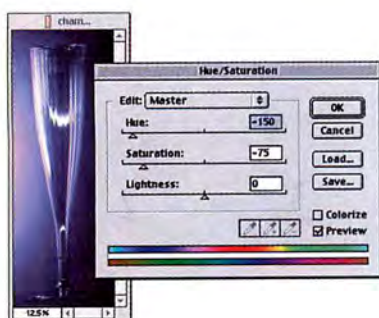 cham...
Hue/Saturation
Edit: Master
Hue: -150
Saturation: -75
Lightness: 0
OK
Cancel
Load...
Save...
Colorize
Preview
12.5%